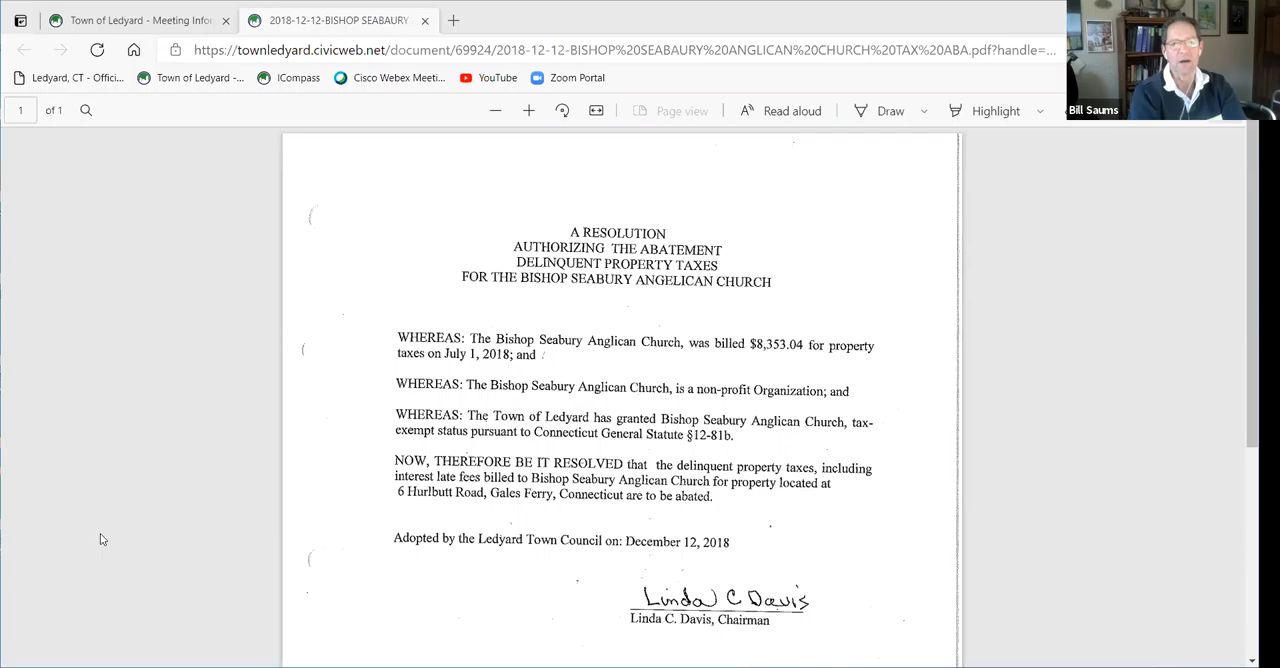 Town of Ledyard - Meeting Infor
2018-12-12-BISHOP SEABAURY
https://townledyard.civicweb.net/document/69924/2018-12-12-BISHOP%20SEABAURY%20ANGLICAN%20CHURCH%20TAX%20ABA.pdf?handle=...
Ledyard, CT - Offici...
Town of Ledyard -...
ICompass
Cisco Webex Meeti...
YouTube
Zoom Portal
1 of 1
Page view
Read aloud
Draw
Highlight
Bill Saums
A RESOLUTION
AUTHORIZING THE ABATEMENT
DELINQUENT PROPERTY TAXES
FOR THE BISHOP SEABURY ANGELICAN CHURCH
WHEREAS: The Bishop Seabury Anglican Church, was billed $8,353.04 for property
taxes on July 1, 2018; and
WHEREAS: The Bishop Seabury Anglican Church, is a non-profit Organization; and
WHEREAS: The Town of Ledyard has granted Bishop Seabury Anglican Church, tax-
exempt status pursuant to Connecticut General Statute §12-81b.
NOW, THEREFORE BE IT RESOLVED that the delinquent property taxes, including
interest late fees billed to Bishop Seabury Anglican Church for property located at
6 Hurlbutt Road, Gales Ferry, Connecticut are to be abated.
Adopted by the Ledyard Town Council on: December 12, 2018
Linda C Davis
Linda C. Davis, Chairman